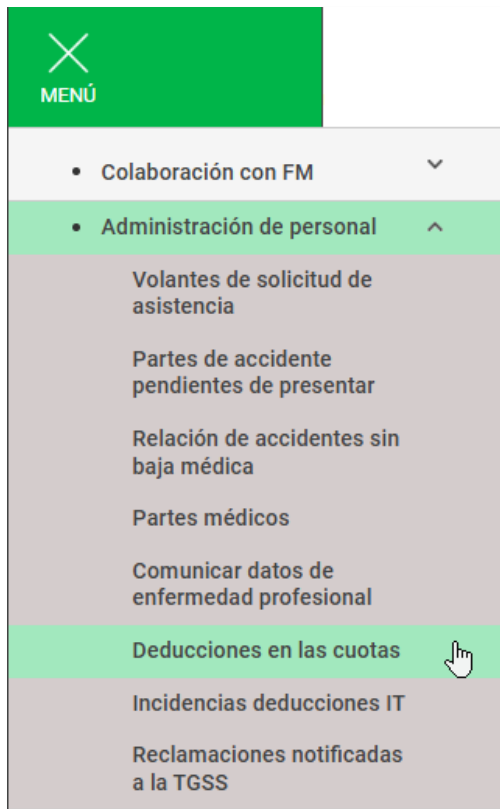 MENÚ
• Colaboración con FM
• Administración de personal
Volantes de solicitud de
asistencia
Partes de accidente
pendientes de presentar
Relación de accidentes sin
baja médica
Partes médicos
Comunicar datos de
enfermedad profesional
Deducciones en las cuotas
Incidencias deducciones IT
Reclamaciones notificadas
a la TGSS